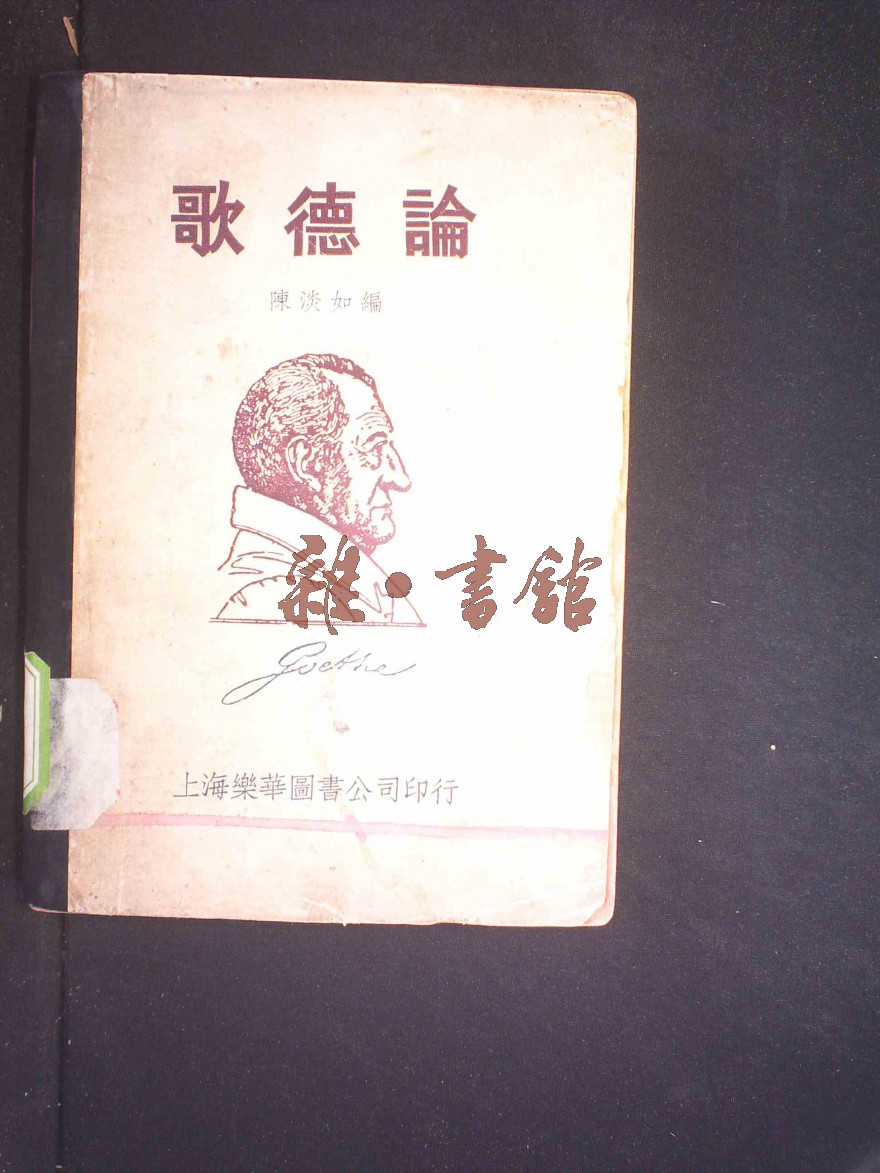 歌德論
陳淡如編
雜·書館
Goethe
上海樂華圖書公司印行